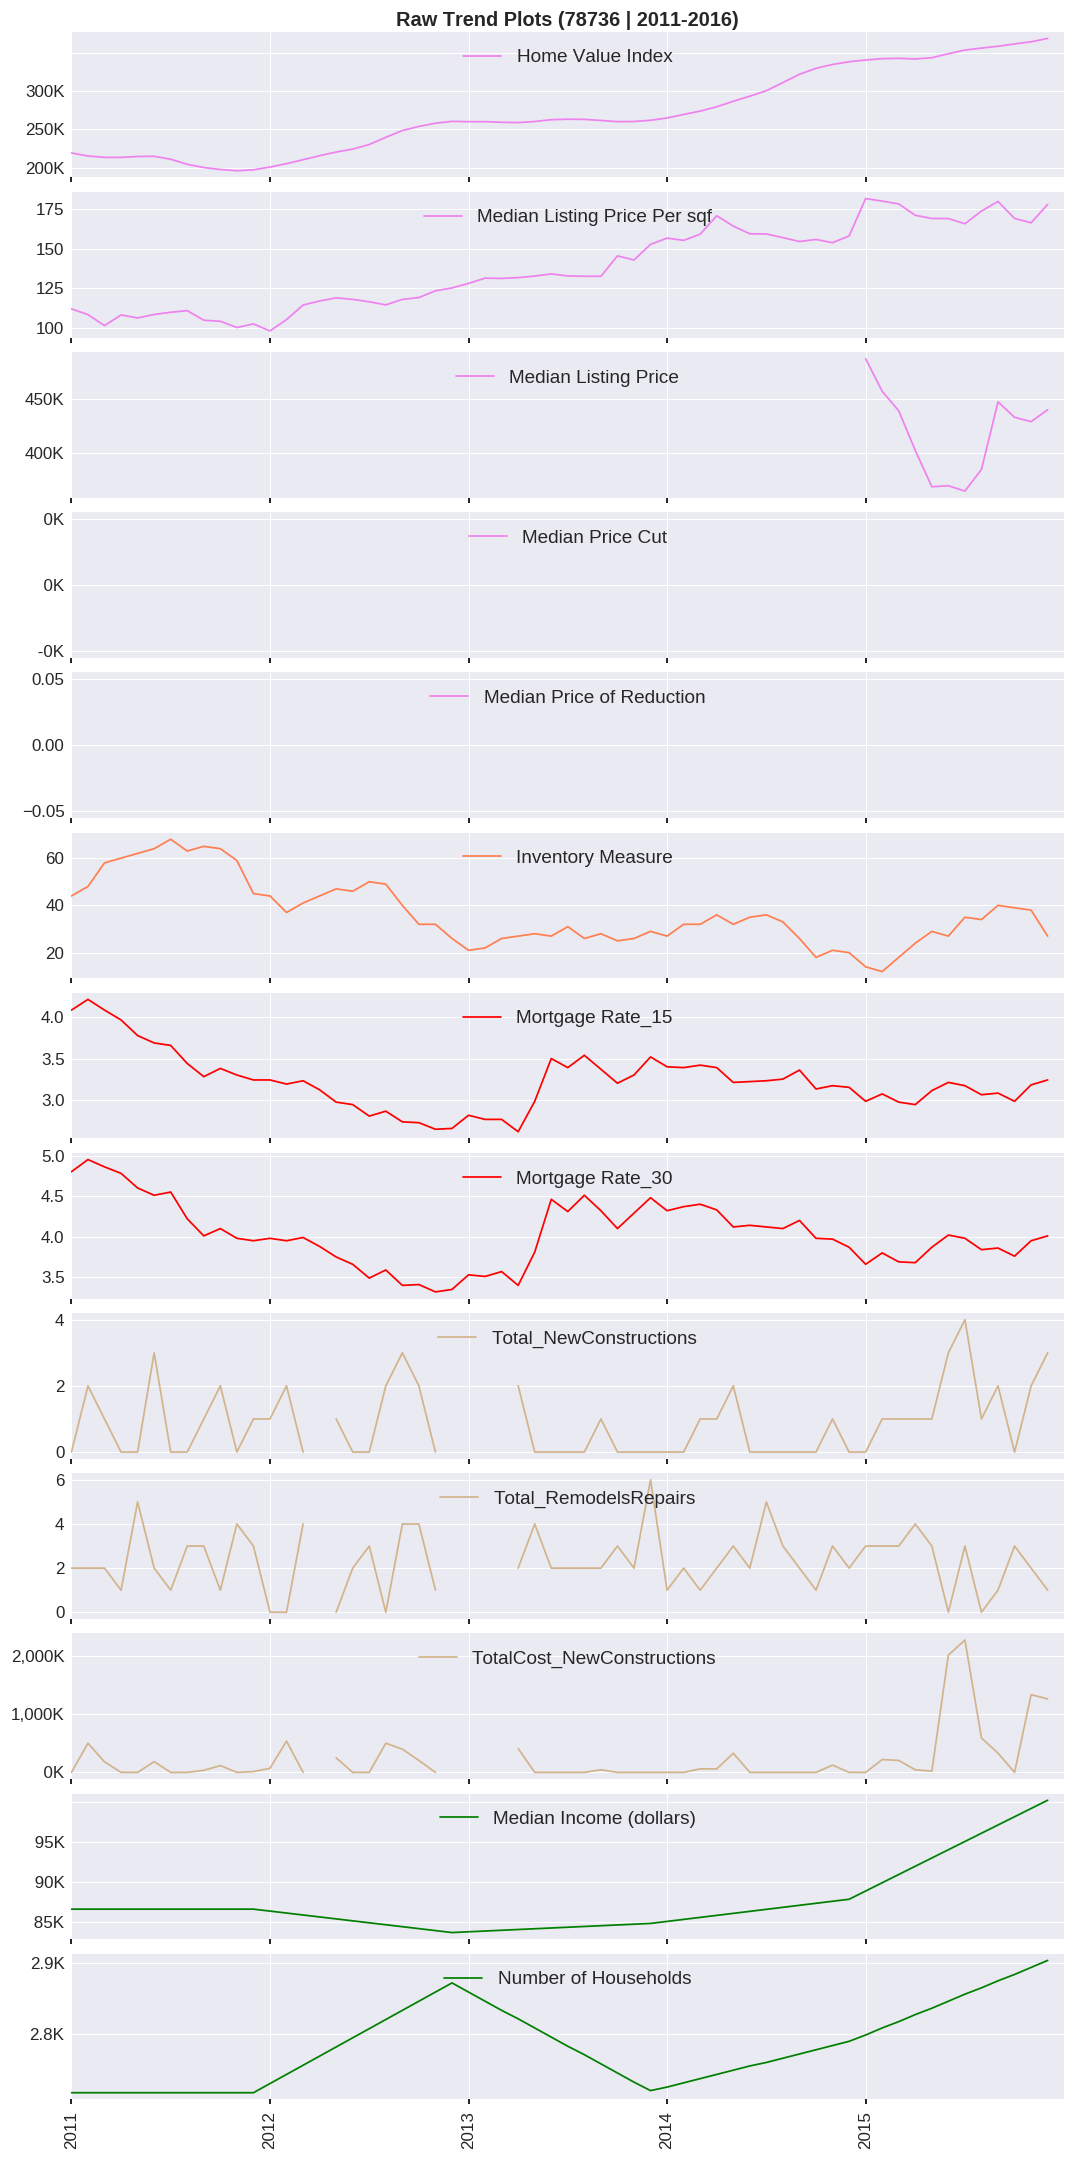 Raw Trend Plots (78736 | 2011-2016)
Home Value Index
300K
250K
200K
Median Listing Price Per sqf
175
150
125
100
Median Listing Price
450K
400K
Median Price Cut
0K
0K
-0K
Median Price of Reduction
0.05
0.00
−0.05
Inventory Measure
60
40
20
Mortgage Rate_15
4.0
3.5
3.0
Mortgage Rate_30
5.0
4.5
4.0
3.5
Total_NewConstructions
4
2
0
Total_RemodelsRepairs
6
4
2
0
TotalCost_NewConstructions
2,000K
1,000K
0K
Median Income (dollars)
95K
90K
85K
Number of Households
2.9K
2.8K
2011
2012
2013
2014
2015